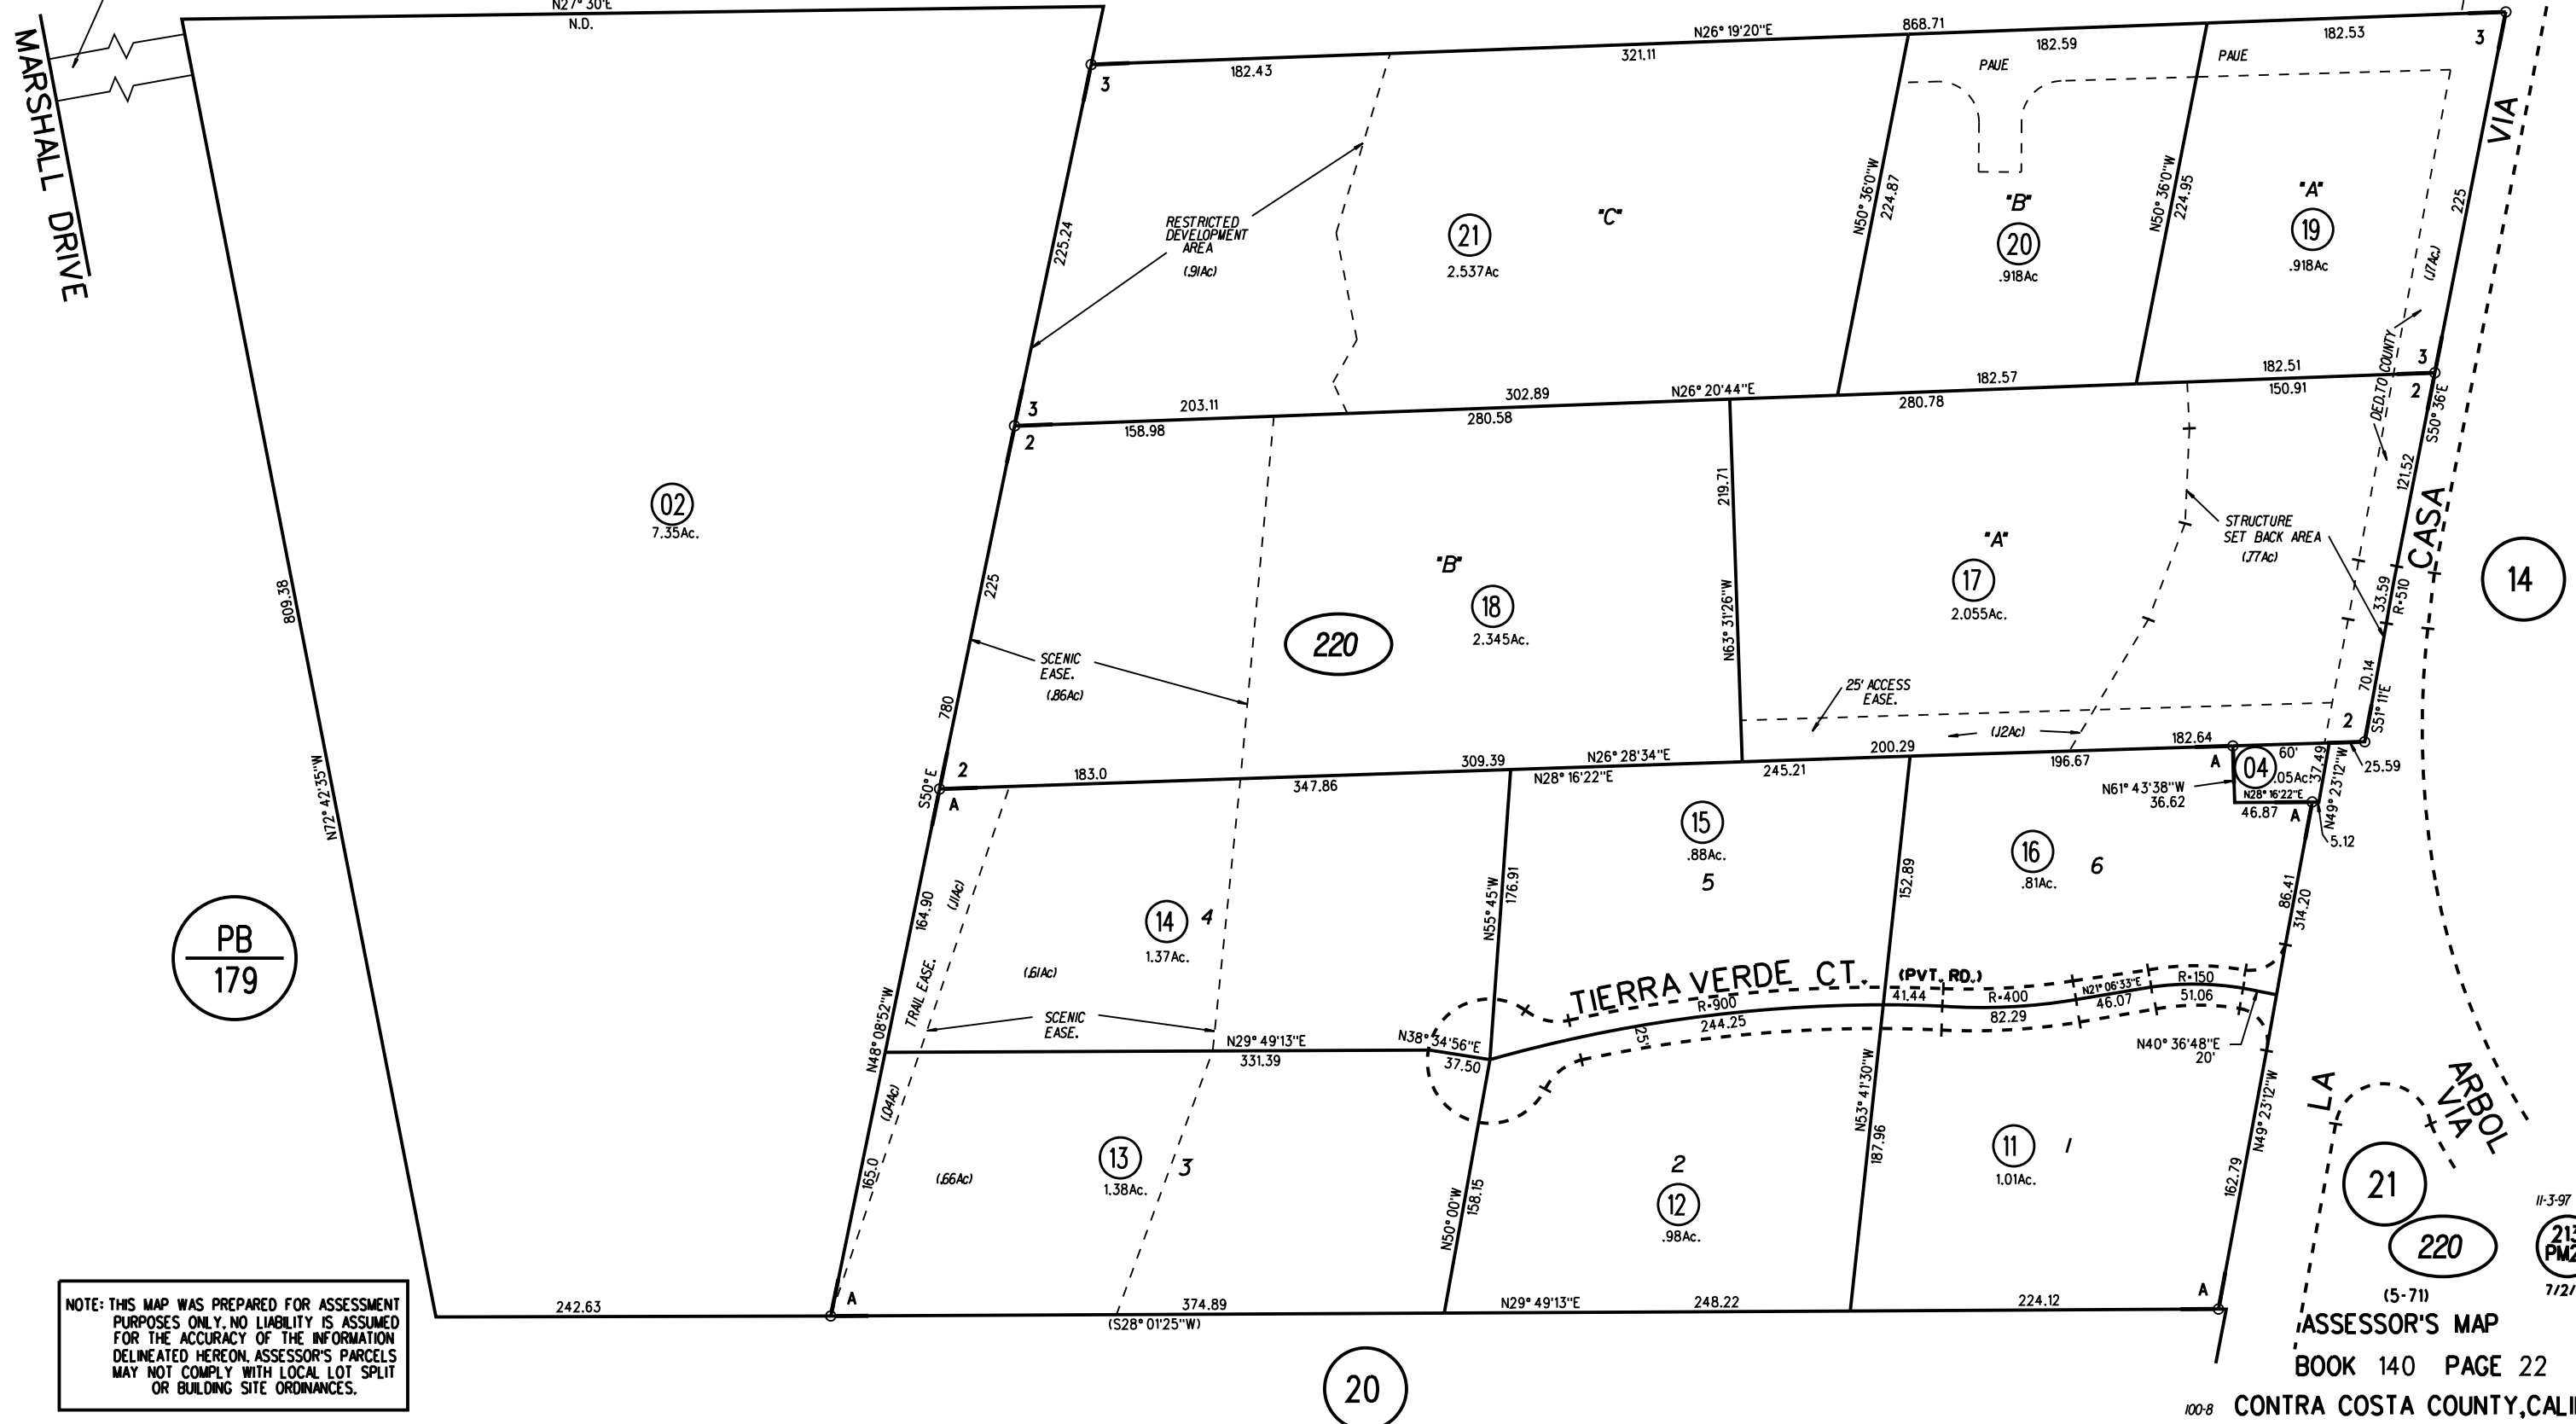 N27° 30'E
N.D.
MARSHALL DRIVE
N26° 19'20"E
868.71
182.43
321.11
182.59
182.53
PAUE
PAUE
3
3
VIA
225.24
RESTRICTED
DEVELOPMENT
AREA
(.91Ac)
"C"
21
2.537Ac
N50° 36'0"W
224.87
"B"
20
.918Ac
N50° 36'0"W
224.95
"A"
19
.918Ac
225
(.17Ac)
DED. TO COUNTY
3
2
203.11
302.89
N26° 20'44"E
182.57
182.51
3
2
158.98
280.58
280.78
150.91
S50° 36'E
121.52
CASA
02
7.35Ac.
809.38
N72° 42'35"W
225
780
S50° E
SCENIC
EASE.
(.86Ac)
220
"B"
18
2.345Ac.
219.71
N63° 31'26"W
"A"
17
2.055Ac.
STRUCTURE
SET BACK AREA
(.77Ac)
33.59
R=510
14
70.14
S51° 11'E
25' ACCESS
EASE.
(.12Ac)
2
2
A
183.0
309.39
N26° 28'34"E
200.29
182.64
347.86
N28° 16'22"E
245.21
196.67
A
04
60'
.05Ac.
37.49
N49° 23'12"W
25.59
N61° 43'38"W
36.62
N28° 16'22"E
46.87
A
5.12
164.90
(.11Ac)
TRAIL EASE.
N48° 08'52"W
14
4
1.37Ac.
(.61Ac)
SCENIC
EASE.
N55° 45'W
176.91
15
.88Ac.
5
152.89
16
.81Ac.
6
86.41
314.20
TIERRA VERDE CT. (PVT. RD.)
R=900
244.25
25'
41.44
R=400
82.29
N21° 06'33"E
46.07
R=150
51.06
N40° 36'48"E
20'
N29° 49'13"E
331.39
N38° 34'56"E
37.50
(.04Ac)
165.0
(.66Ac)
13
3
1.38Ac.
N50° 00'W
158.15
2
12
.98Ac.
N53° 41'30"W
187.96
11
1
1.01Ac.
N49° 23'12"W
162.79
LA
VIA
ARBOL
PB
179
21
220
11-3-97
7/2/
(5-71)
242.63
A
374.89
(S28° 01'25"W)
N29° 49'13"E
248.22
224.12
A
20
NOTE: THIS MAP WAS PREPARED FOR ASSESSMENT
PURPOSES ONLY. NO LIABILITY IS ASSUMED
FOR THE ACCURACY OF THE INFORMATION
DELINEATED HEREON. ASSESSOR'S PARCELS
MAY NOT COMPLY WITH LOCAL LOT SPLIT
OR BUILDING SITE ORDINANCES.
ASSESSOR'S MAP
BOOK 140 PAGE 22
100-8 CONTRA COSTA COUNTY,